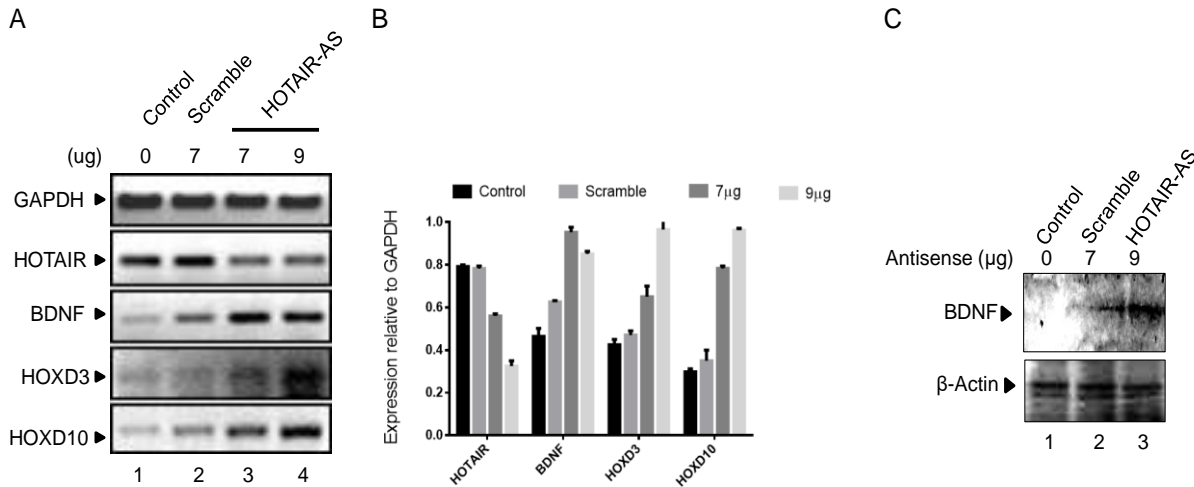 A
Control
Scramble
HOTAIR-AS
(ug) 0 7 7 9
GAPDH
HOTAIR
BDNF
HOXD3
HOXD10
1 2 3 4
B
Control Scramble 7μg 9μg
Expression relative to GAPDH
1.0
0.8
0.6
0.4
0.2
0.0
HOTAIR BDNF HOXD3 HOXD10
C
Control
Scramble
HOTAIR-AS
Antisense (μg) 0 7 9
BDNF
β-Actin
1 2 3